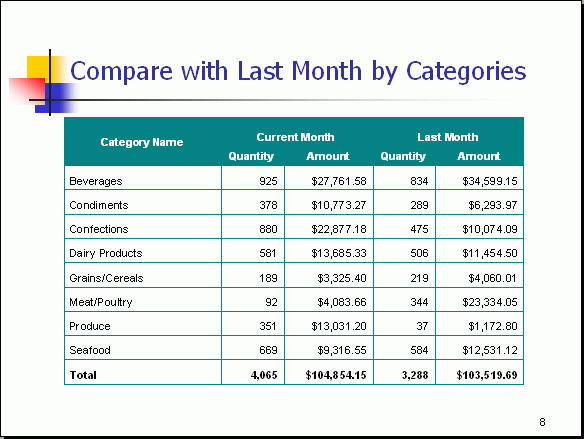 Compare with Last Month by Categories
Category Name Current Month Last Month
Quantity Amount Quantity Amount
Beverages 925 $27,761.58 834 $34,599.15
Condiments 378 $10,773.27 289 $6,293.97
Confections 880 $22,877.18 475 $10,074.09
Dairy Products 581 $13,685.33 506 $11,454.50
Grains/Cereals 189 $3,325.40 219 $4,060.01
Meat/Poultry 92 $4,083.66 344 $23,334.05
Produce 351 $13,031.20 37 $1,172.80
Seafood 669 $9,316.55 584 $12,531.12
Total 4,065 $104,854.15 3,288 $103,519.69
8